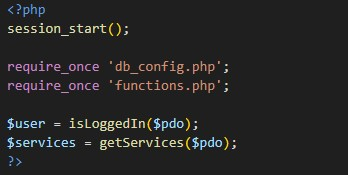 <?php
session_start();
require_once 'db_config.php';
require_once 'functions.php';
$user = isLoggedIn($pdo);
$services = getServices($pdo);
?>